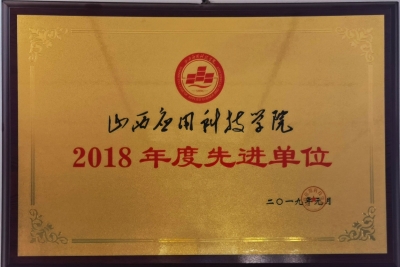 山西应用科技学院
2018年度先进单位
二〇一九年元月